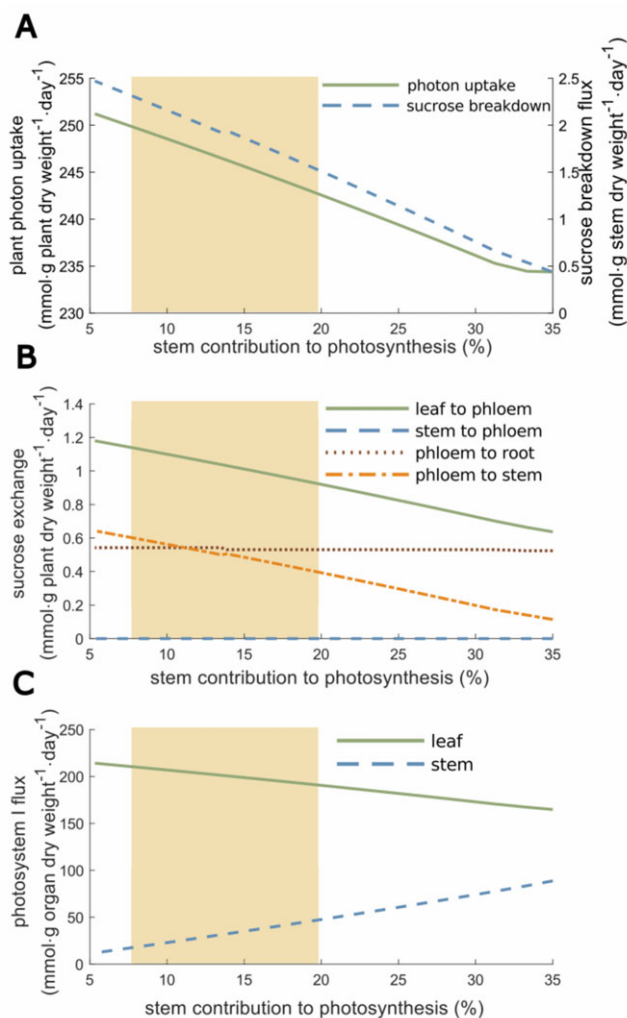 A
255
250
245
242
240
235
230
plant photon uptake
(mmol·g plant dry weight⁻¹·day⁻¹)
photon uptake
sucrose breakdown
2.5
2
1.5
1
0.5
0
sucrose breakdown flux
(mmol·g stem dry weight⁻¹·day⁻¹)
5 10 15 20 25 30 35
stem contribution to photosynthesis (%)
B
1.4
1.2
1
0.8
0.6
0.4
0.2
0
sucrose exchange
(mmol·g plant dry weight⁻¹·day⁻¹)
leaf to phloem
stem to phloem
phloem to root
phloem to stem
5 10 15 20 25 30 35
stem contribution to photosynthesis (%)
C
250
200
150
100
50
0
photosystem I flux
(mmol·g organ dry weight⁻¹·day⁻¹)
leaf
stem
5 10 15 20 25 30 35
stem contribution to photosynthesis (%)